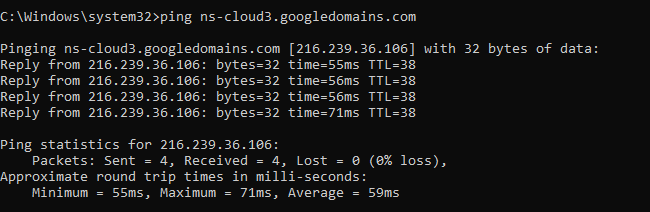 C:\Windows\system32>ping ns-cloud3.googledomains.com
Pinging ns-cloud3.googledomains.com [216.239.36.106] with 32 bytes of data:
Reply from 216.239.36.106: bytes=32 time=55ms TTL=38
Reply from 216.239.36.106: bytes=32 time=56ms TTL=38
Reply from 216.239.36.106: bytes=32 time=56ms TTL=38
Reply from 216.239.36.106: bytes=32 time=71ms TTL=38
Ping statistics for 216.239.36.106:
    Packets: Sent = 4, Received = 4, Lost = 0 (0% loss),
Approximate round trip times in milli-seconds:
    Minimum = 55ms, Maximum = 71ms, Average = 59ms